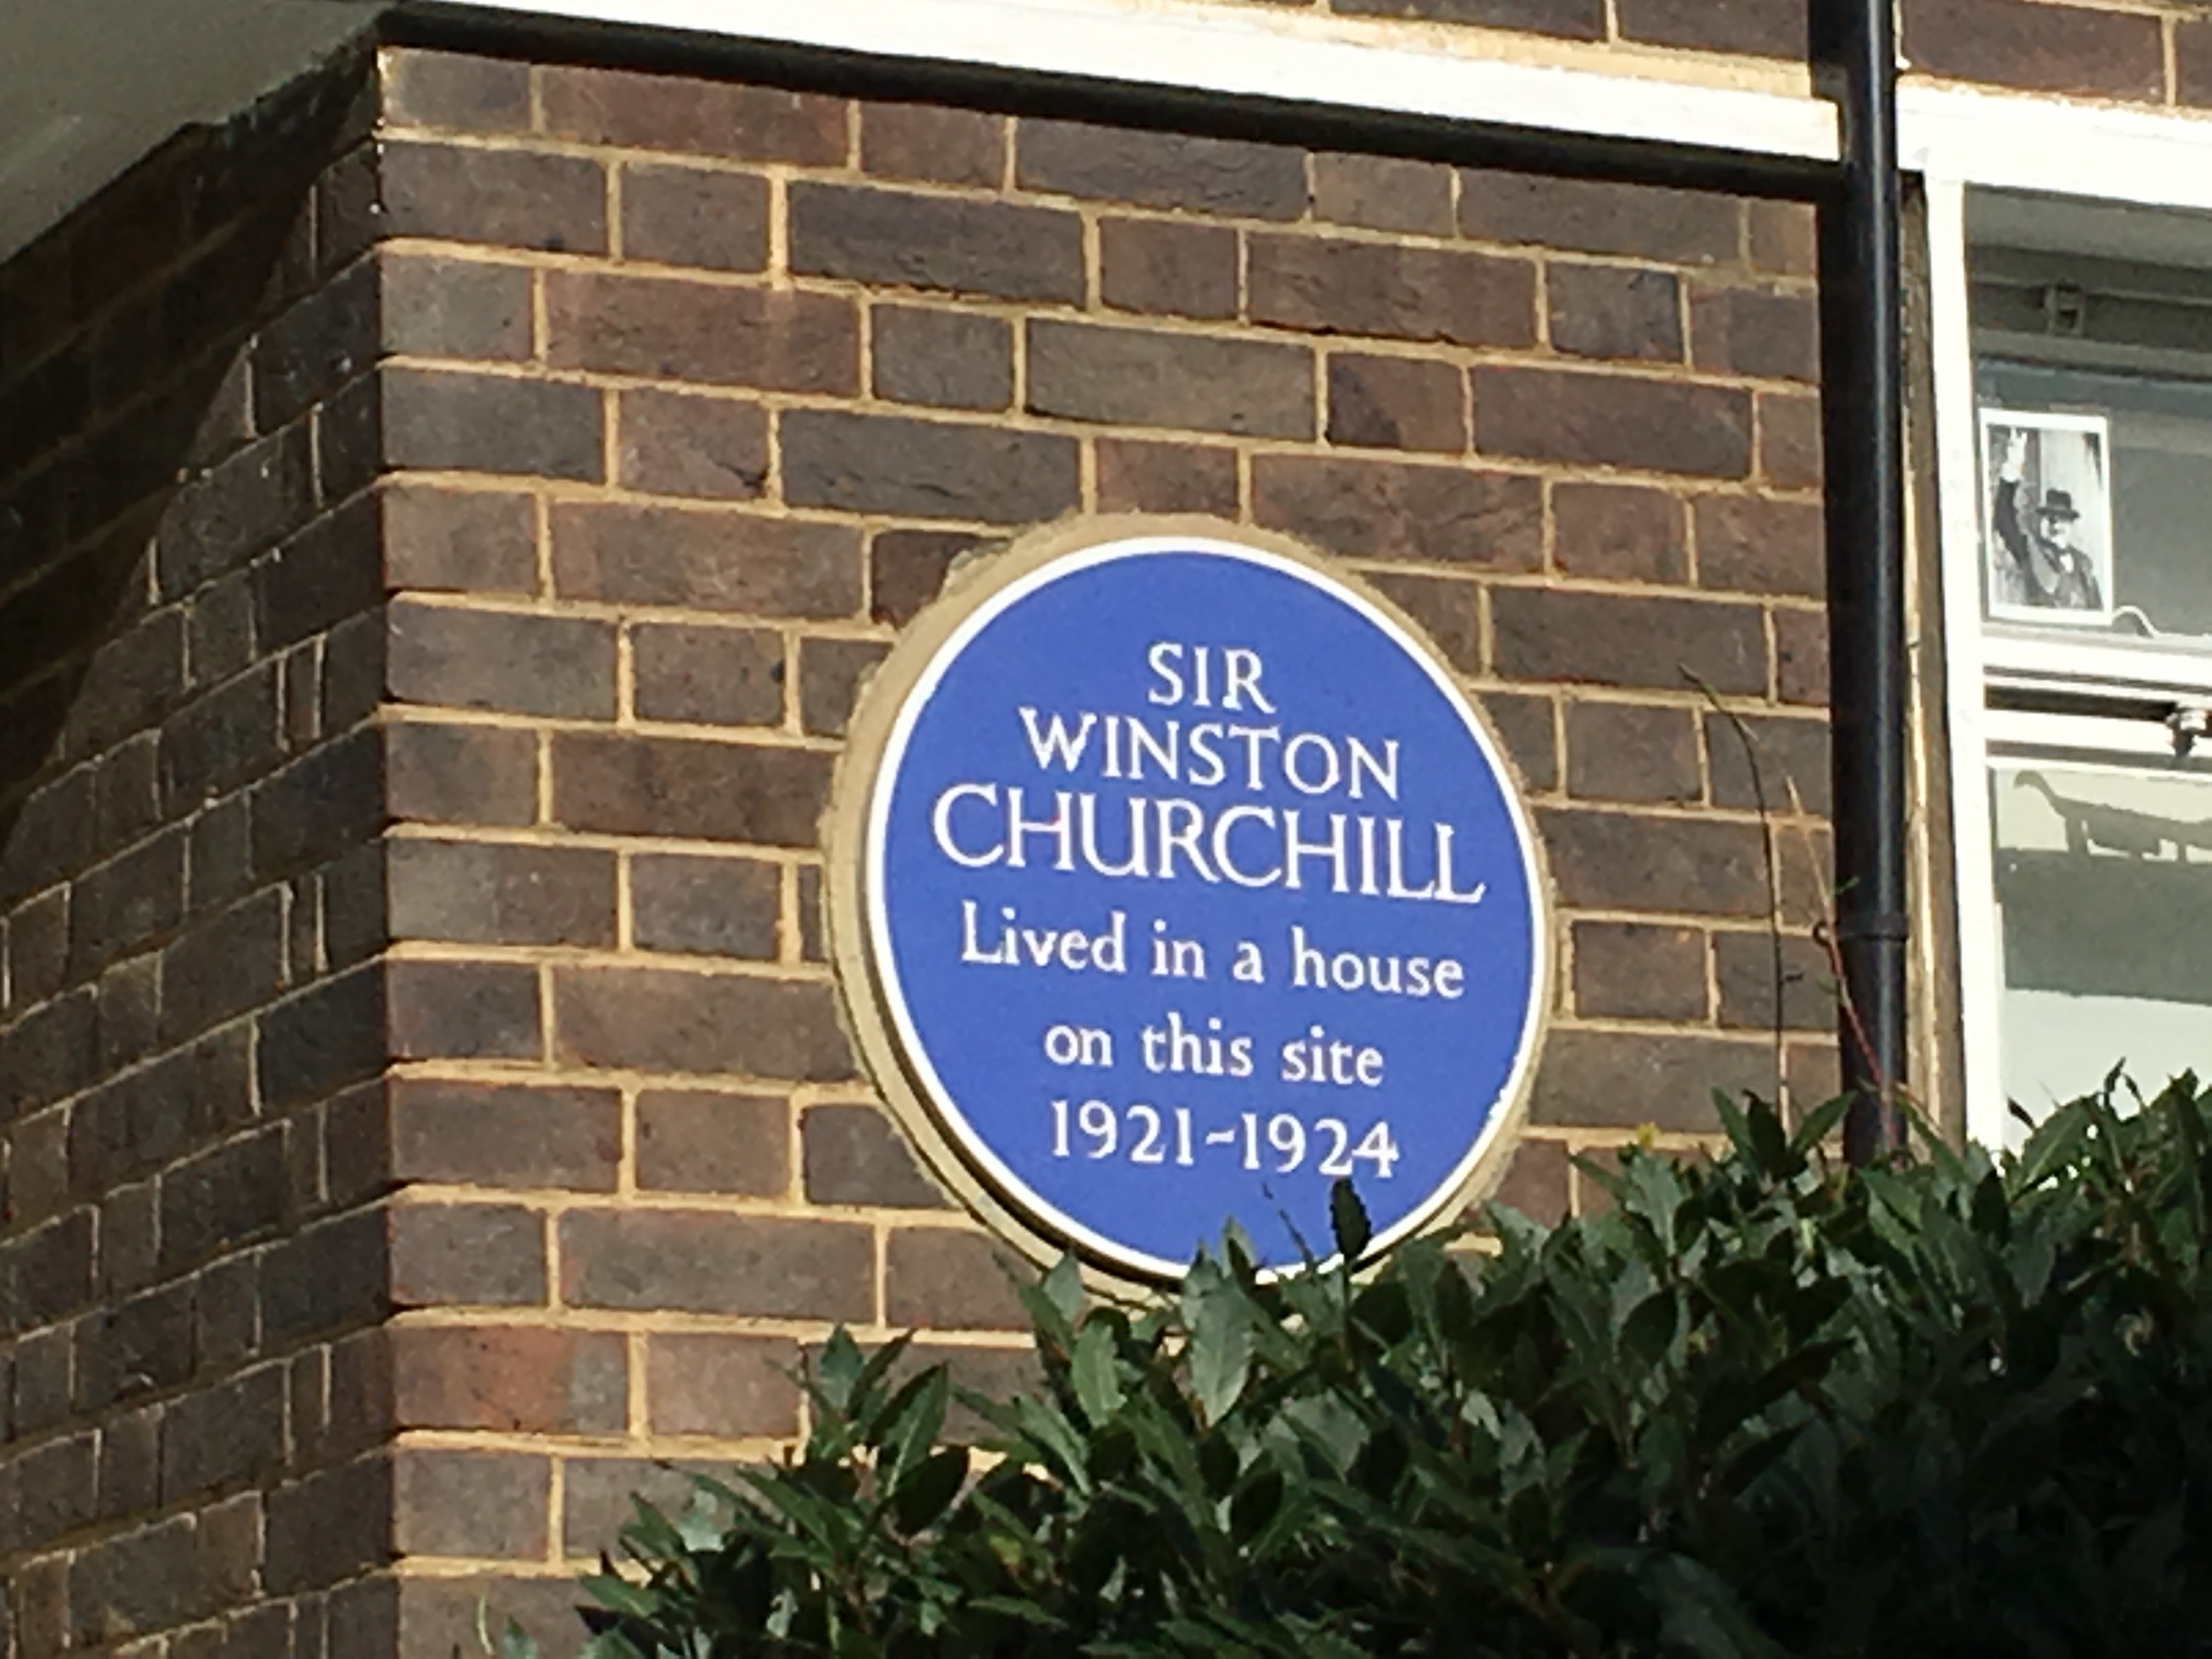 SIR
WINSTON
CHURCHILL
Lived in a house
on this site
1921-1924